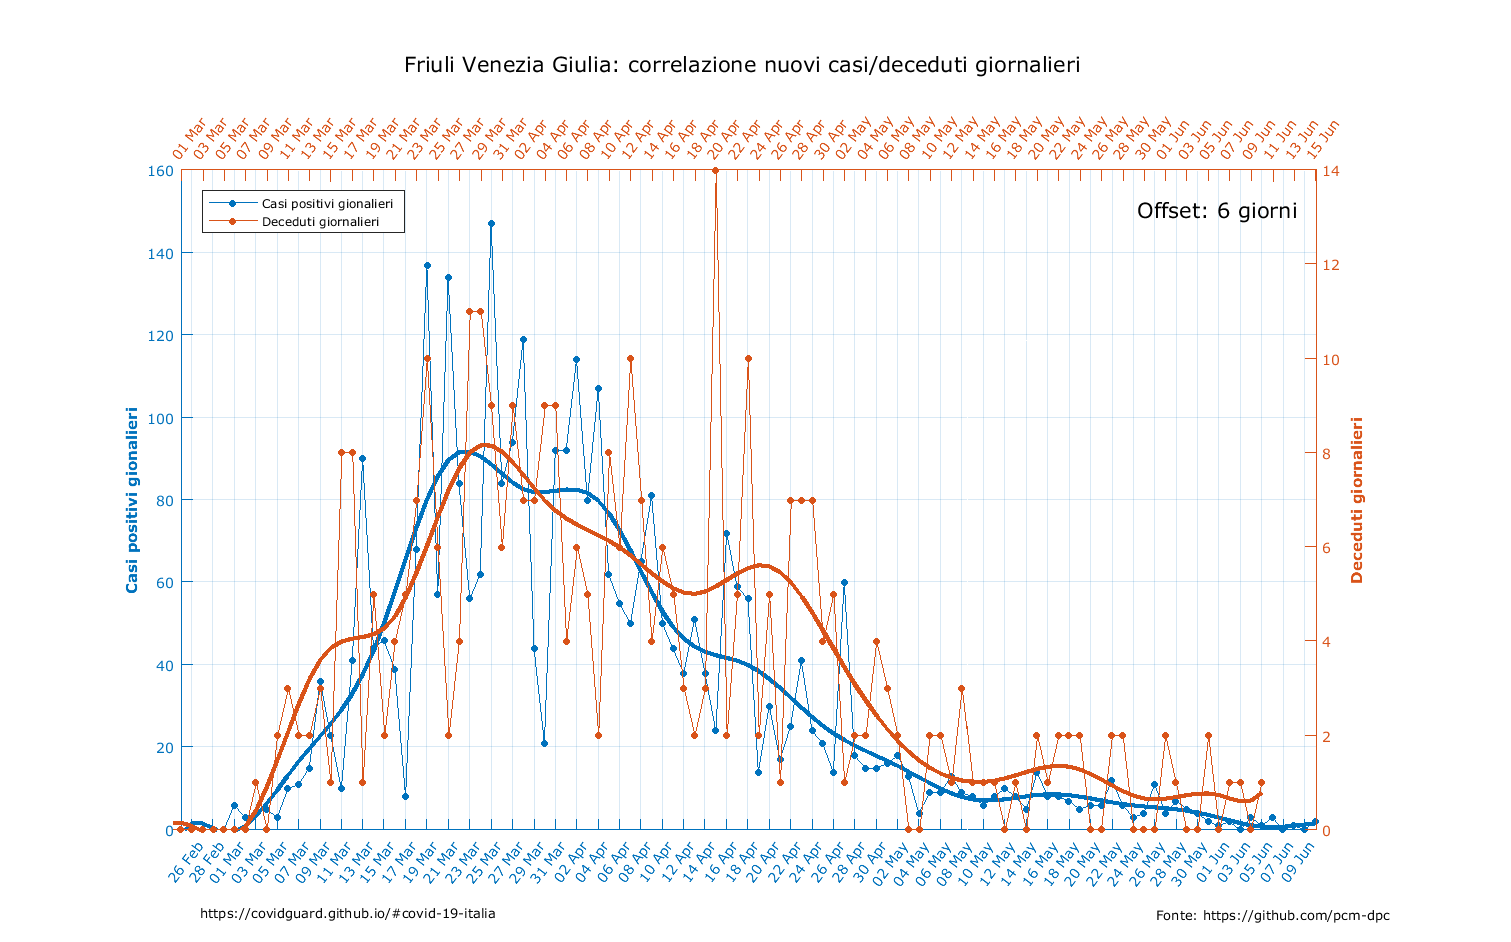 Friuli Venezia Giulia: correlazione nuovi casi/deceduti giornalieri
01 Mar 03 Mar 05 Mar 07 Mar 09 Mar 11 Mar 13 Mar 15 Mar 17 Mar 19 Mar 21 Mar 23 Mar 25 Mar 27 Mar 29 Mar 31 Mar 02 Apr 04 Apr 06 Apr 08 Apr 10 Apr 12 Apr 14 Apr 16 Apr 18 Apr 20 Apr 22 Apr 24 Apr 26 Apr 28 Apr 30 Apr 02 May 04 May 06 May 08 May 10 May 12 May 14 May 16 May 18 May 20 May 22 May 24 May 26 May 28 May 30 May 01 Jun 03 Jun 05 Jun 07 Jun 09 Jun 11 Jun 13 Jun 15 Jun
Casi positivi gionalieri
Deceduti giornalieri
Offset: 6 giorni
160
140
120
100
80
60
40
20
0
Casi positivi gionalieri
14
12
10
8
6
4
2
0
Deceduti giornalieri
26 Feb 28 Feb 01 Mar 03 Mar 05 Mar 07 Mar 09 Mar 11 Mar 13 Mar 15 Mar 17 Mar 19 Mar 21 Mar 23 Mar 25 Mar 27 Mar 29 Mar 31 Mar 02 Apr 04 Apr 06 Apr 08 Apr 10 Apr 12 Apr 14 Apr 16 Apr 18 Apr 20 Apr 22 Apr 24 Apr 26 Apr 28 Apr 30 Apr 02 May 04 May 06 May 08 May 10 May 12 May 14 May 16 May 18 May 20 May 22 May 24 May 26 May 28 May 30 May 01 Jun 03 Jun 05 Jun 07 Jun 09 Jun
https://covidguard.github.io/#covid-19-italia
Fonte: https://github.com/pcm-dpc